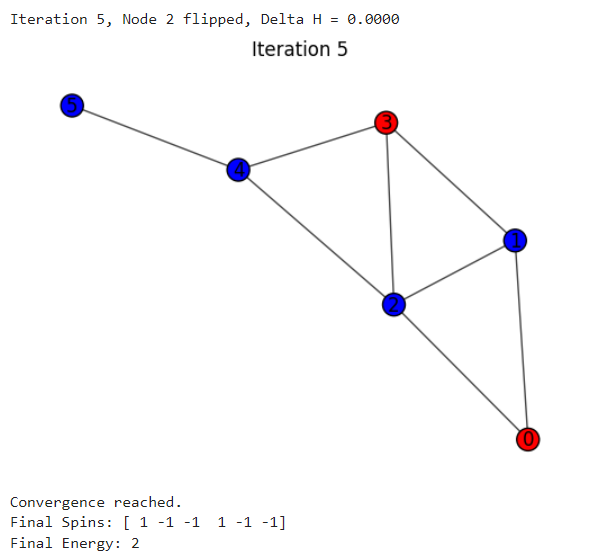 Iteration 5, Node 2 flipped, Delta H = 0.0000
Iteration 5
5
3
4
1
2
0
Convergence reached.
Final Spins: [ 1 -1 -1  1 -1 -1]
Final Energy: 2